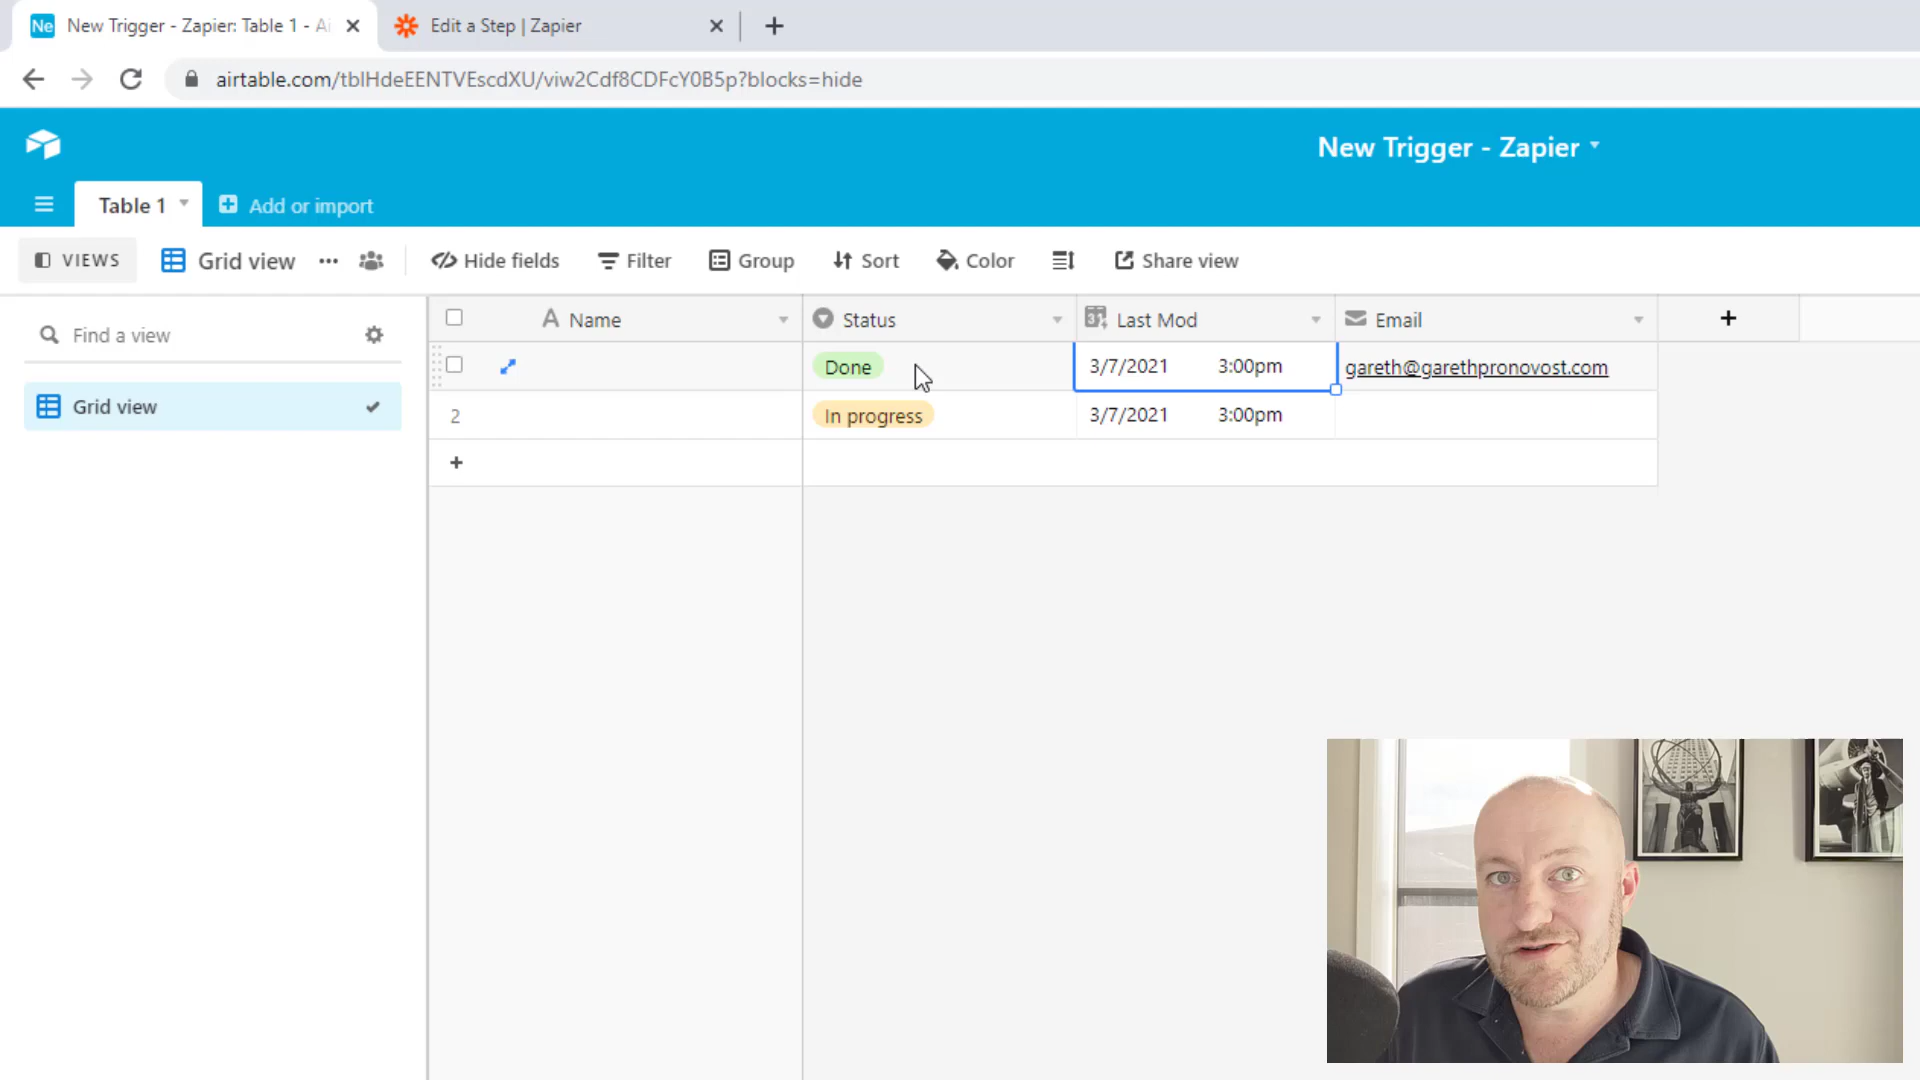 Ne New Trigger - Zapier: Table 1 - Ai
Edit a Step | Zapier
airtable.com/tblHdeEENTVEscdXU/viw2Cdf8CDFcY0B5p?blocks=hide
New Trigger - Zapier
Table 1
Add or import
VIEWS
Grid view
Hide fields
Filter
Group
Sort
Color
Share view
Find a view
Grid view
Name
Status
31 Last Mod
Email
Done
3/7/2021 3:00pm
gareth@garethpronovost.com
2
In progress
3/7/2021 3:00pm